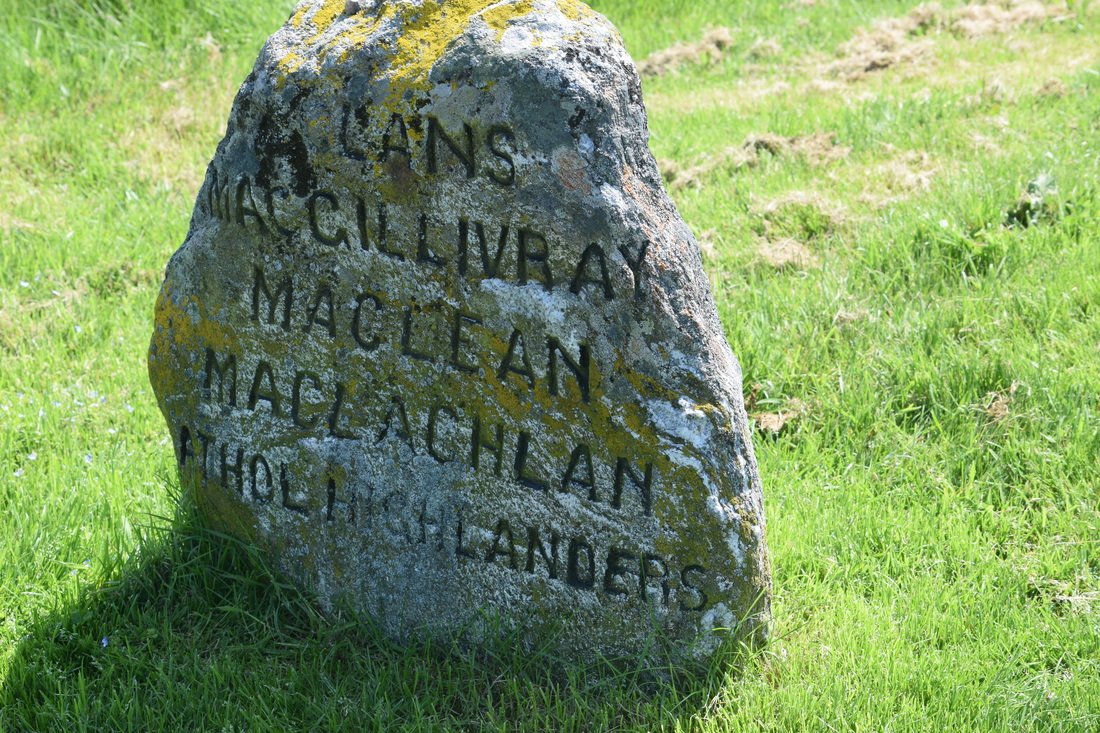 CLANS
MACGILLIVRAY
MACLEAN
MACLACHLAN
ATHOL HIGHLANDERS